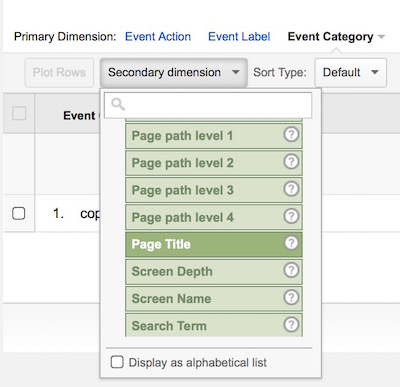 Primary Dimension: Event Action Event Label Event Category
Plot Rows Secondary dimension Sort Type: Default
Event
Page path level 1 ?
Page path level 2 ?
Page path level 3 ?
Page path level 4 ?
1. cop
Page Title ?
Screen Depth ?
Screen Name ?
Search Term ?
Display as alphabetical list